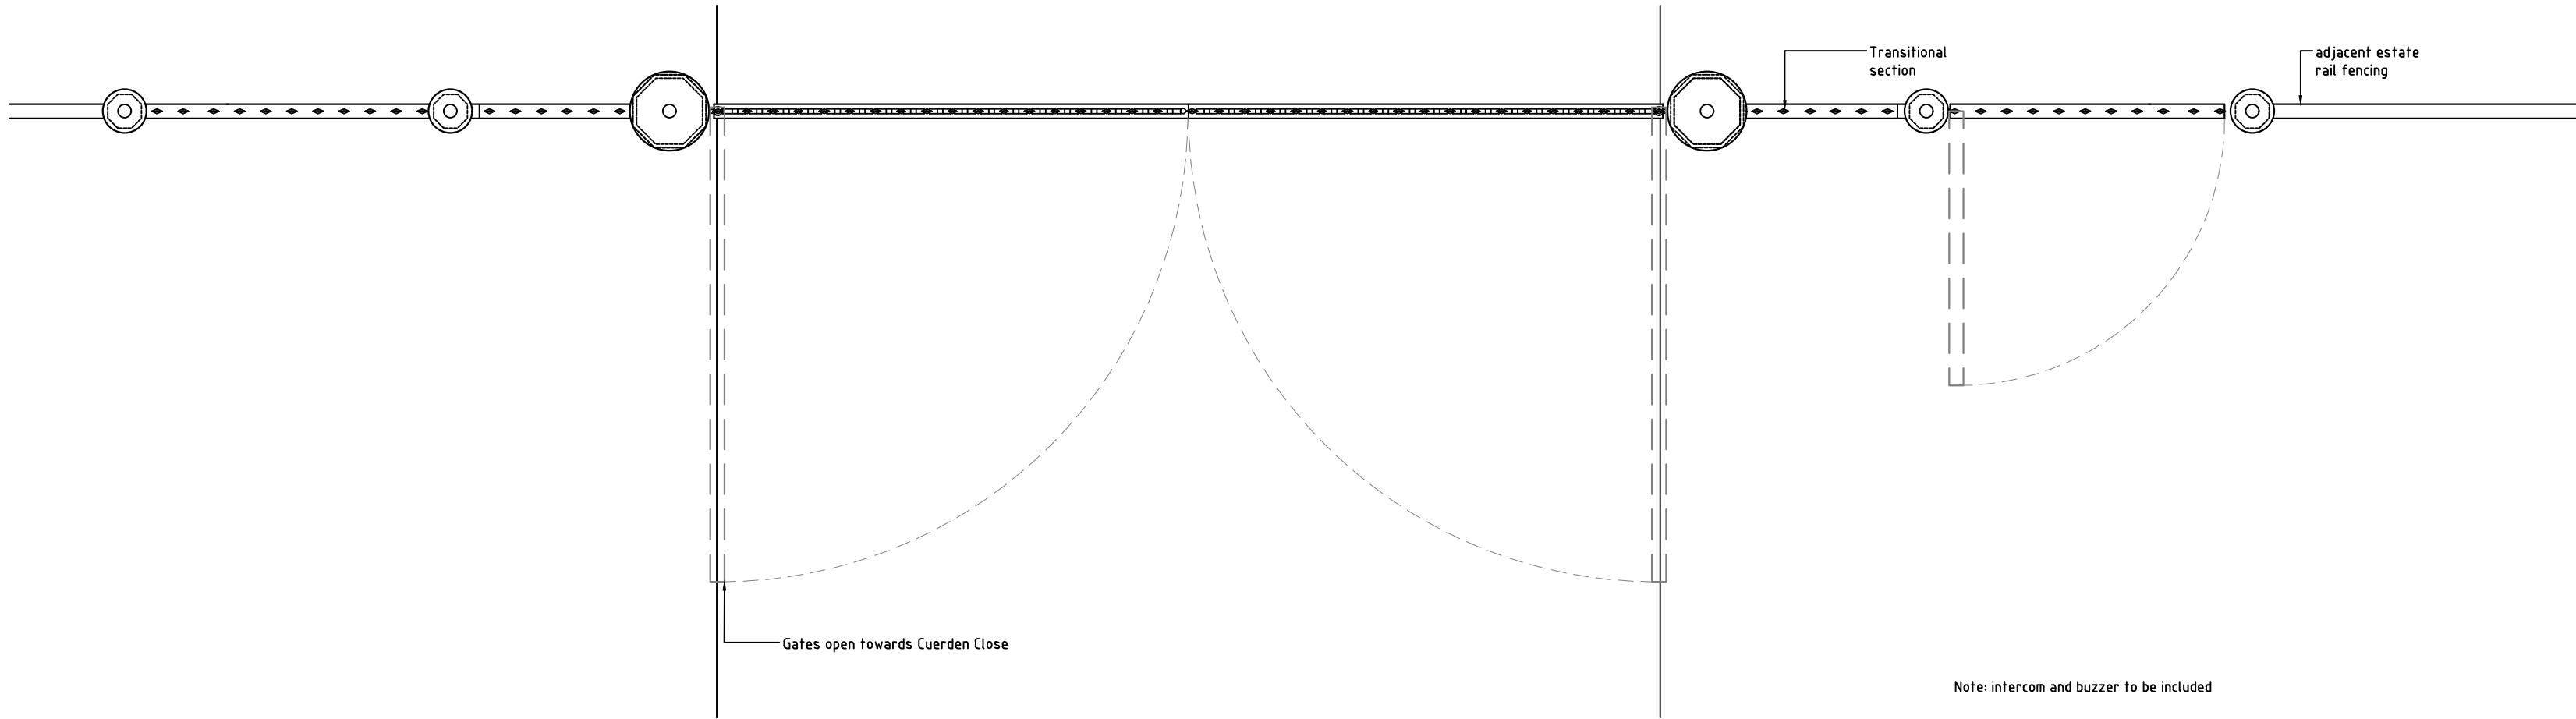 Transitional
section
adjacent estate
rail fencing
Gates open towards Cuerden Close
Note: intercom and buzzer to be included